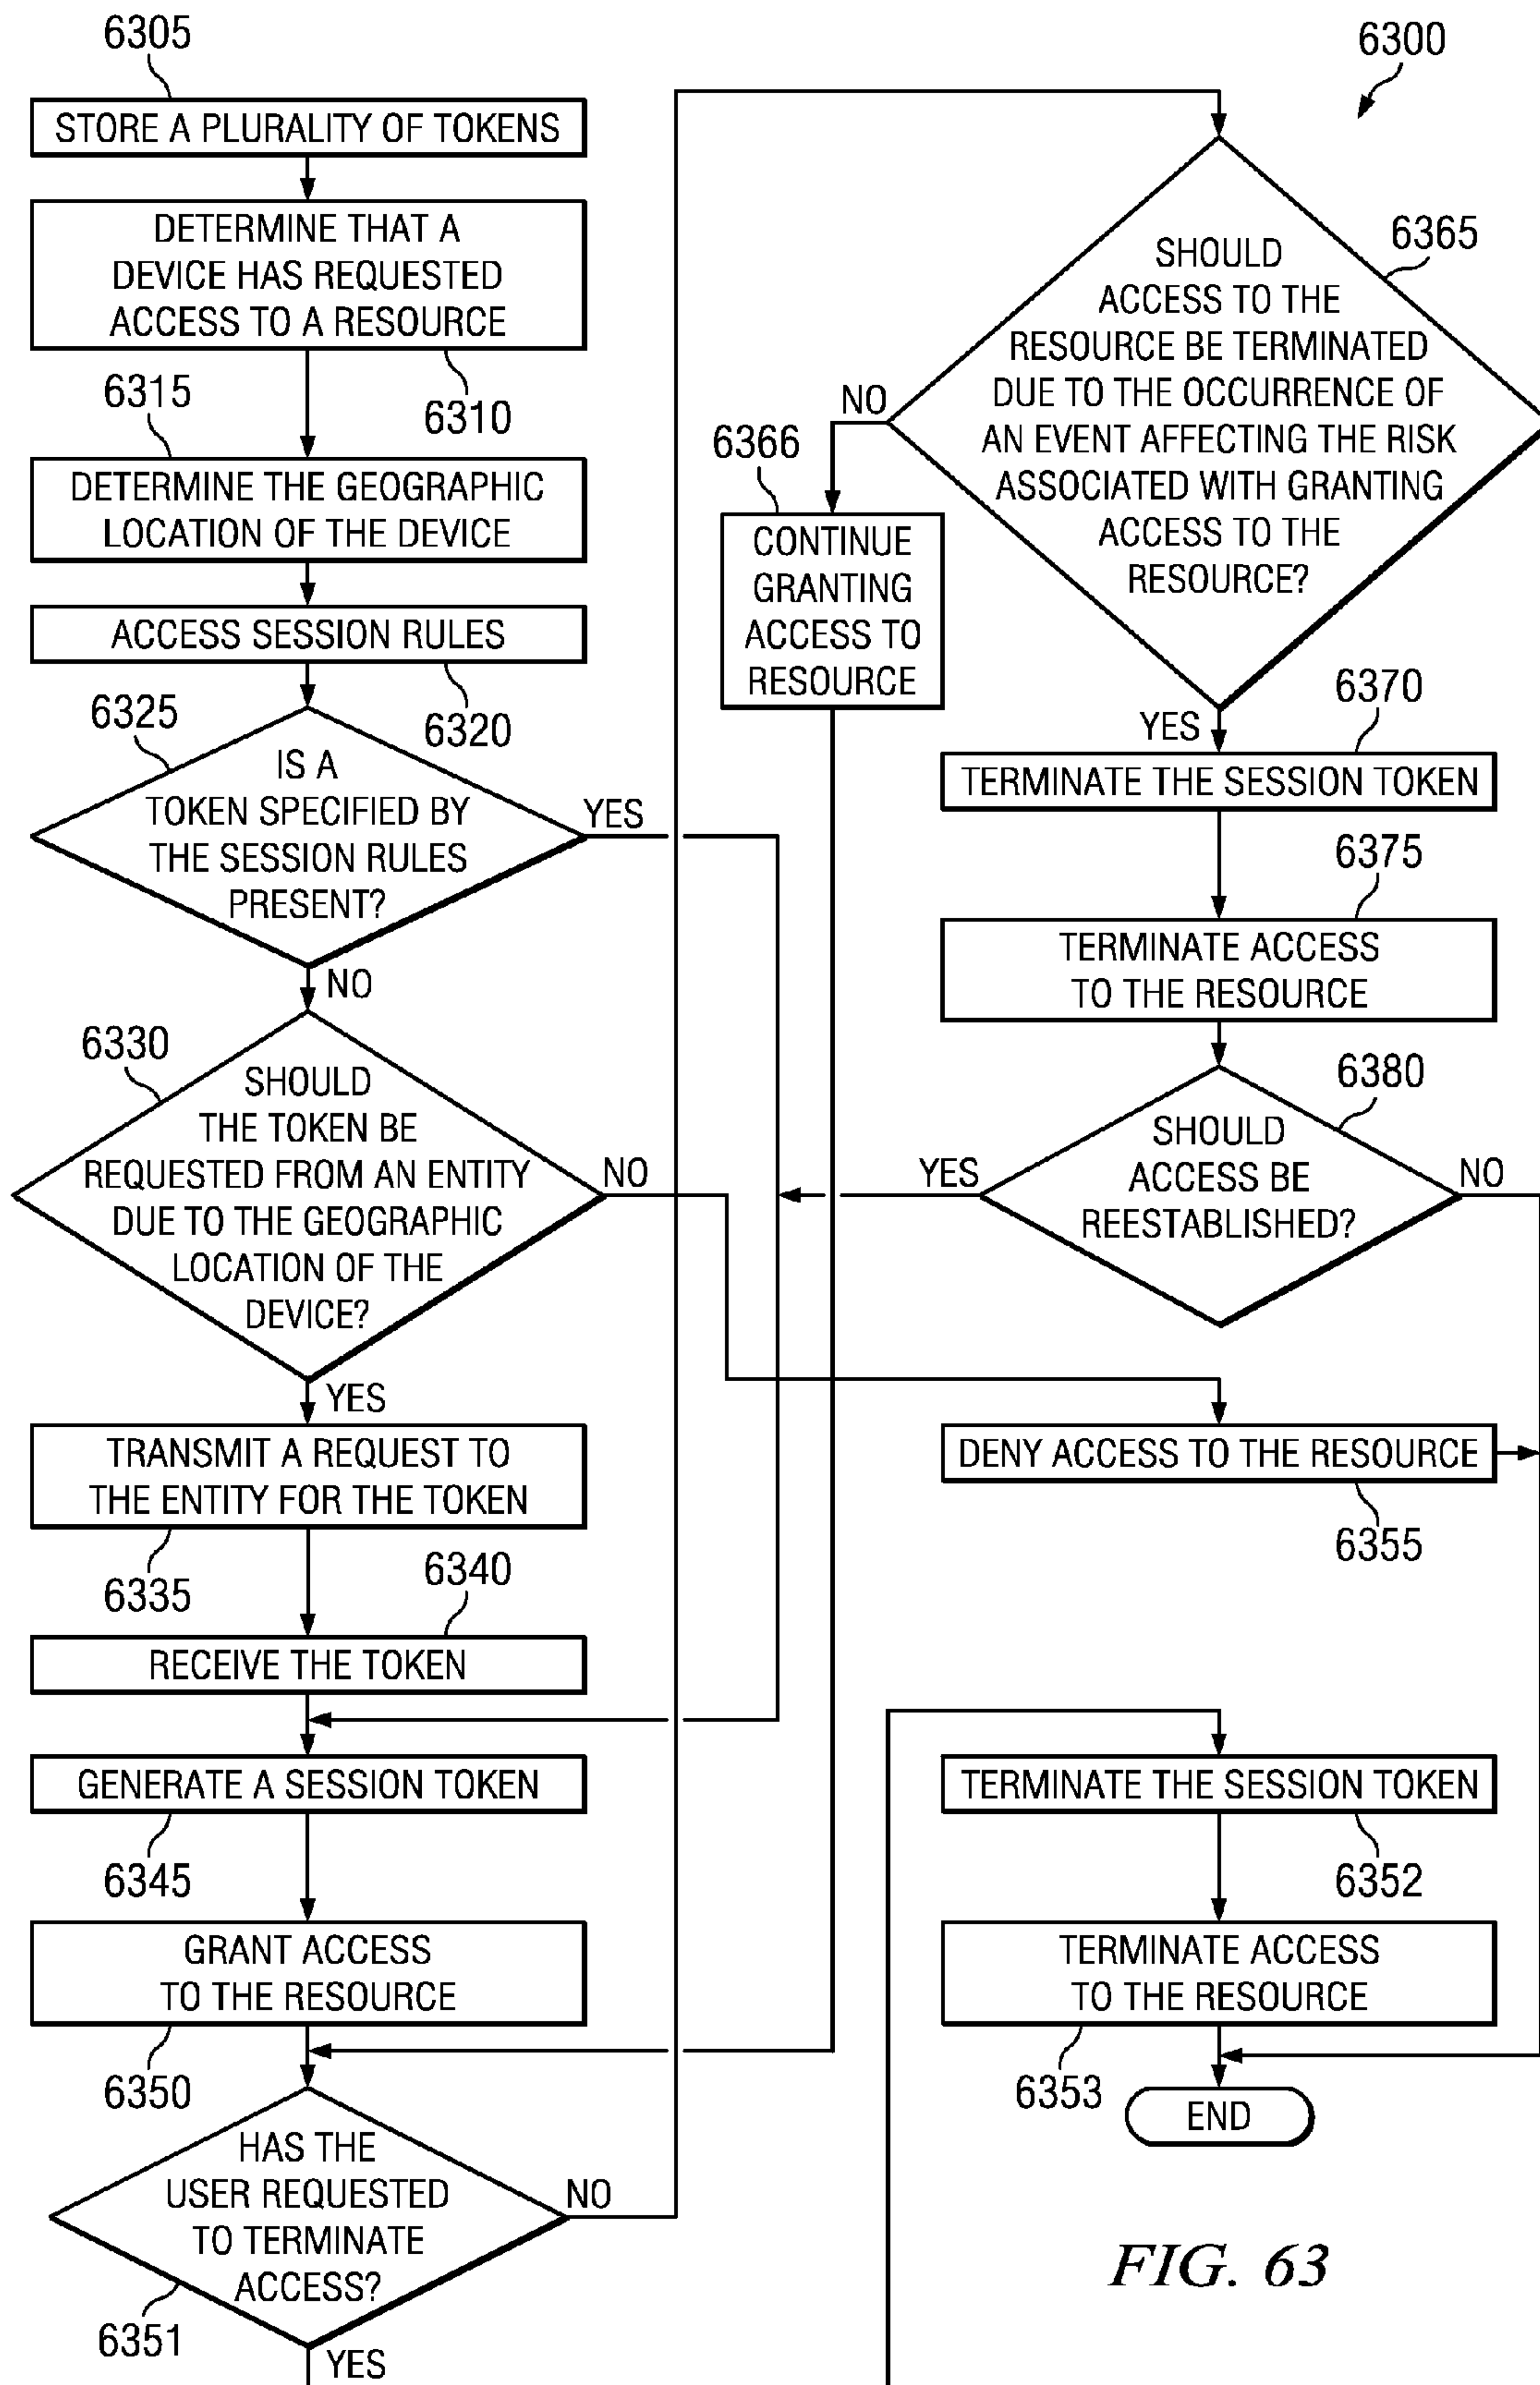 6305
STORE A PLURALITY OF TOKENS
DETERMINE THAT A
DEVICE HAS REQUESTED
ACCESS TO A RESOURCE
6310
6315
DETERMINE THE GEOGRAPHIC
LOCATION OF THE DEVICE
ACCESS SESSION RULES
6320
6325
IS A
TOKEN SPECIFIED BY
THE SESSION RULES
PRESENT?
YES
NO
6330
SHOULD
THE TOKEN BE
REQUESTED FROM AN ENTITY
DUE TO THE GEOGRAPHIC
LOCATION OF THE
DEVICE?
NO
YES
TRANSMIT A REQUEST TO
THE ENTITY FOR THE TOKEN
6335
6340
RECEIVE THE TOKEN
GENERATE A SESSION TOKEN
6345
GRANT ACCESS
TO THE RESOURCE
6350
HAS THE
USER REQUESTED
TO TERMINATE
ACCESS?
NO
6351
YES
6300
6365
SHOULD
ACCESS TO THE
RESOURCE BE TERMINATED
DUE TO THE OCCURRENCE OF
AN EVENT AFFECTING THE RISK
ASSOCIATED WITH GRANTING
ACCESS TO THE
RESOURCE?
NO
6366
CONTINUE
GRANTING
ACCESS TO
RESOURCE
YES
6370
TERMINATE THE SESSION TOKEN
6375
TERMINATE ACCESS
TO THE RESOURCE
6380
SHOULD
ACCESS BE
REESTABLISHED?
YES
NO
DENY ACCESS TO THE RESOURCE
6355
TERMINATE THE SESSION TOKEN
6352
TERMINATE ACCESS
TO THE RESOURCE
6353
END
FIG. 63